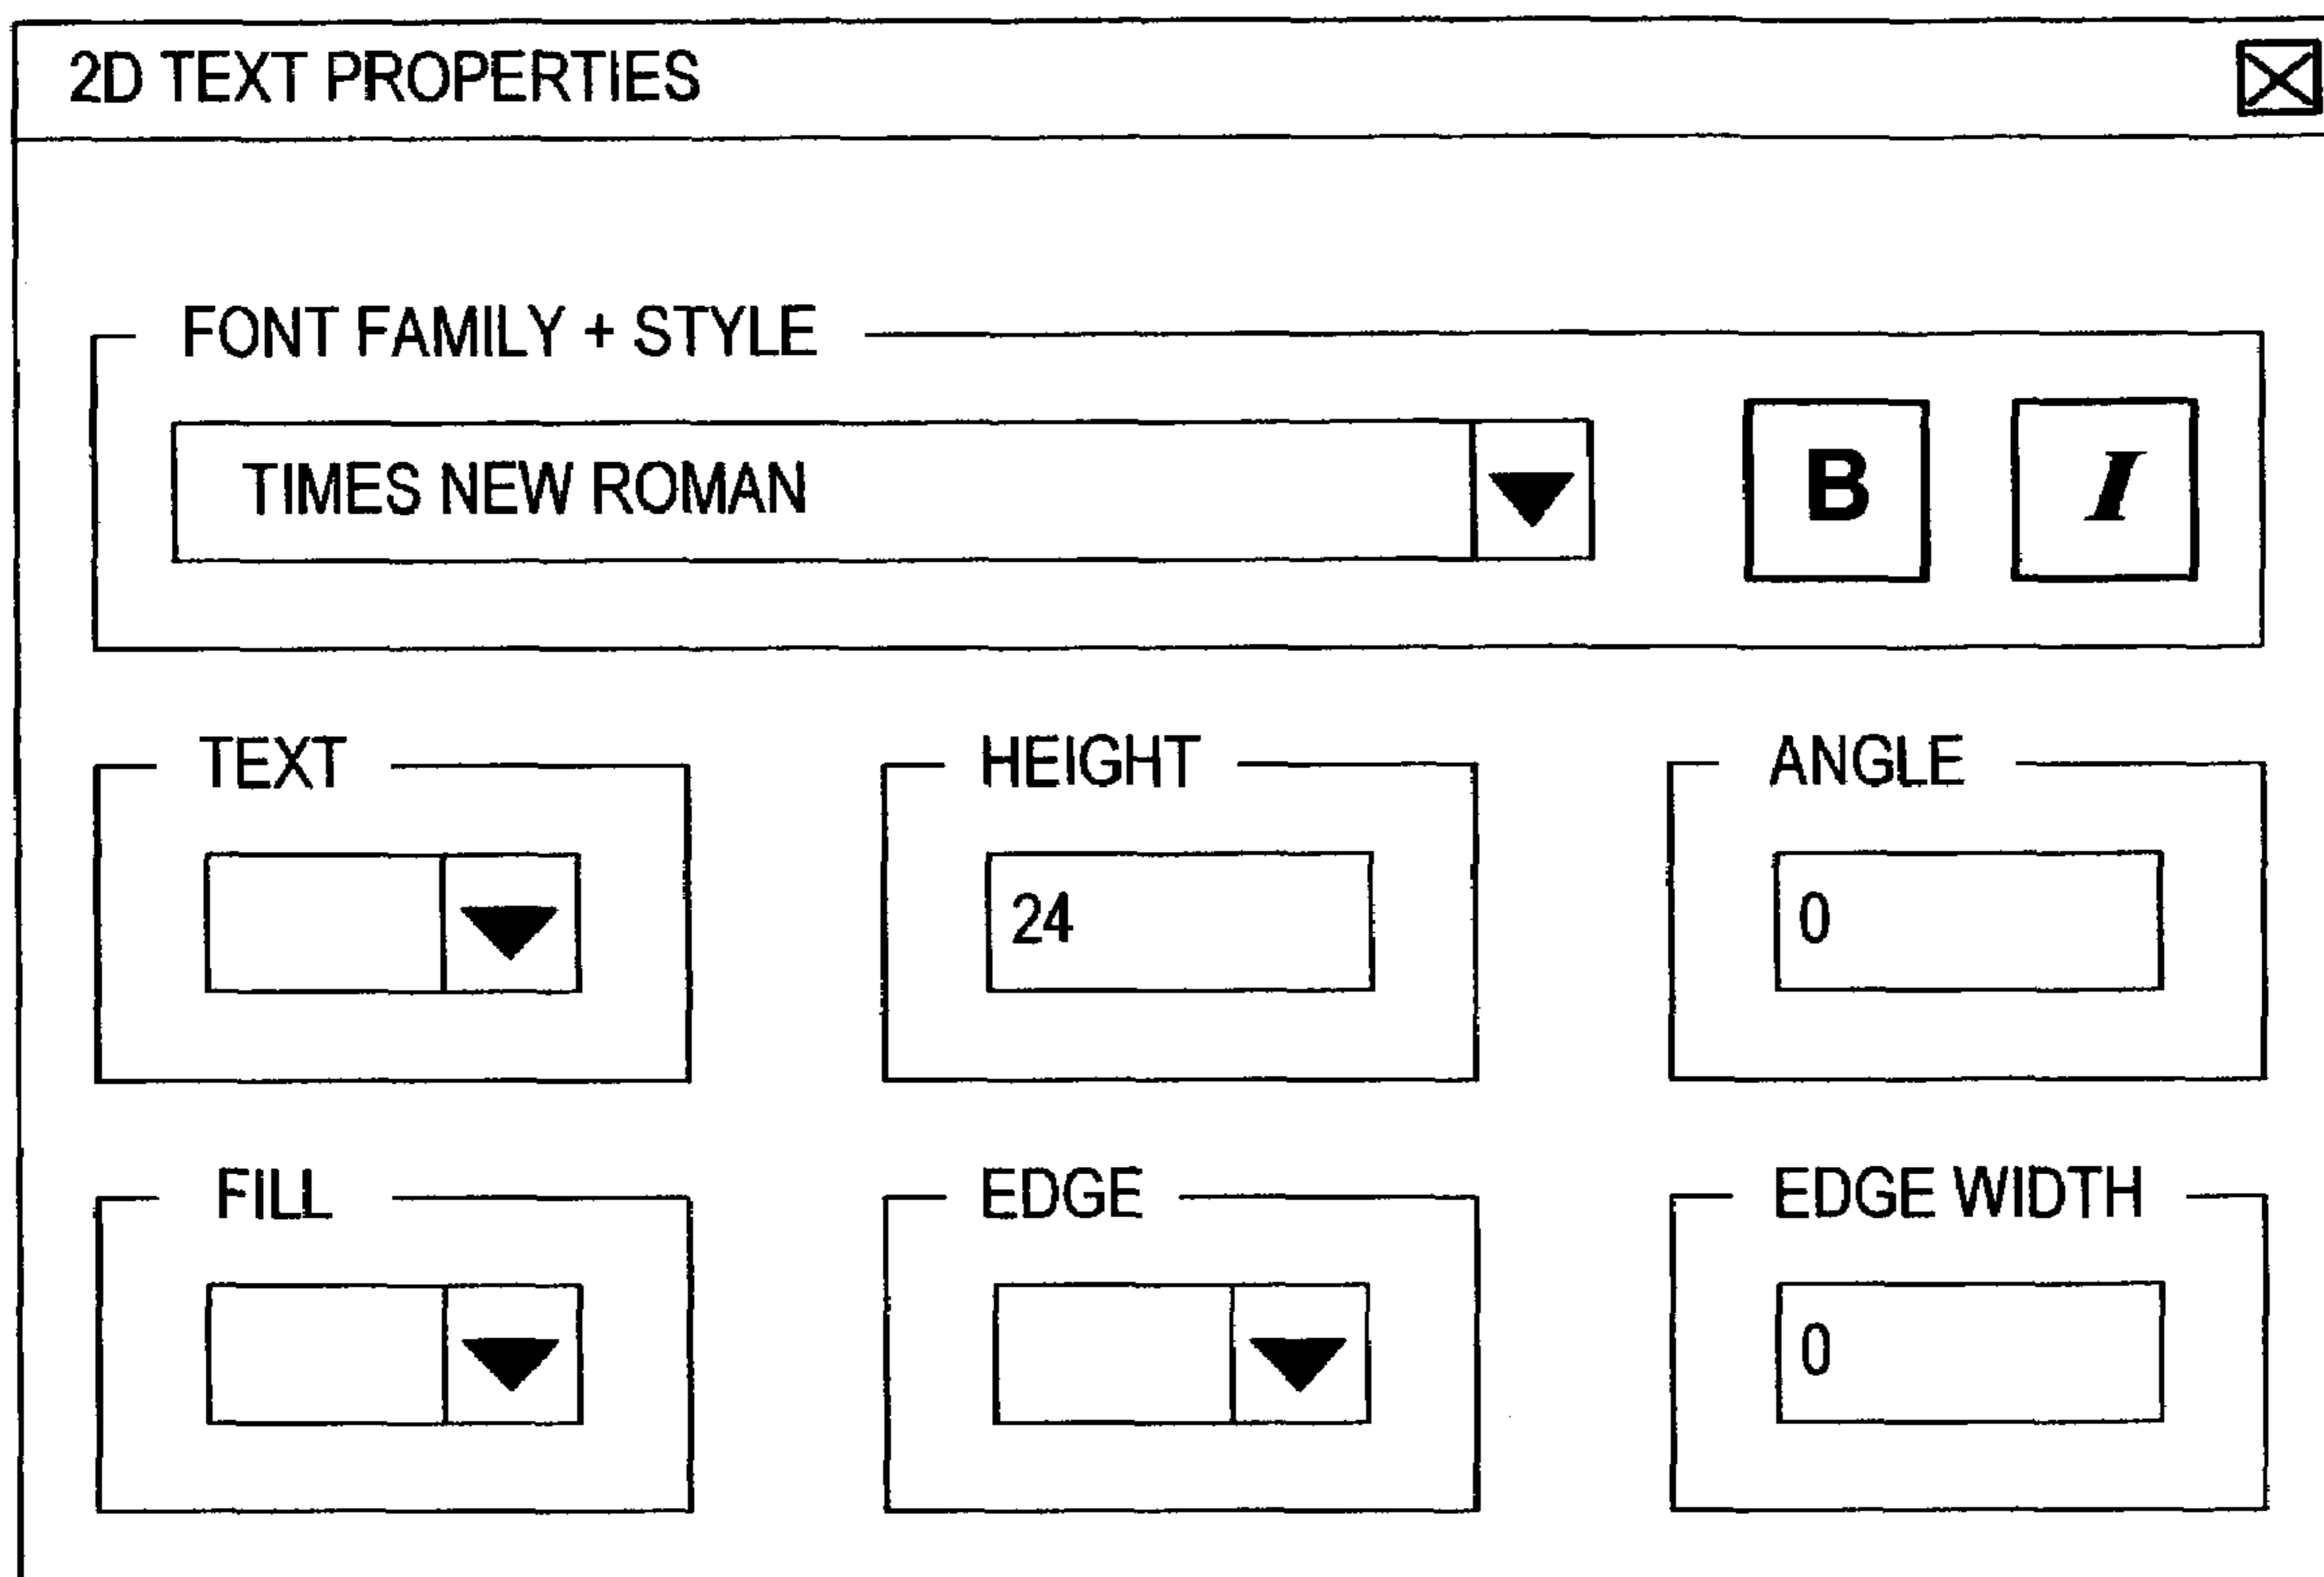 2D TEXT PROPERTIES
FONT FAMILY + STYLE
TIMES NEW ROMAN B I
TEXT HEIGHT ANGLE
24 0
FILL EDGE EDGE WIDTH
0